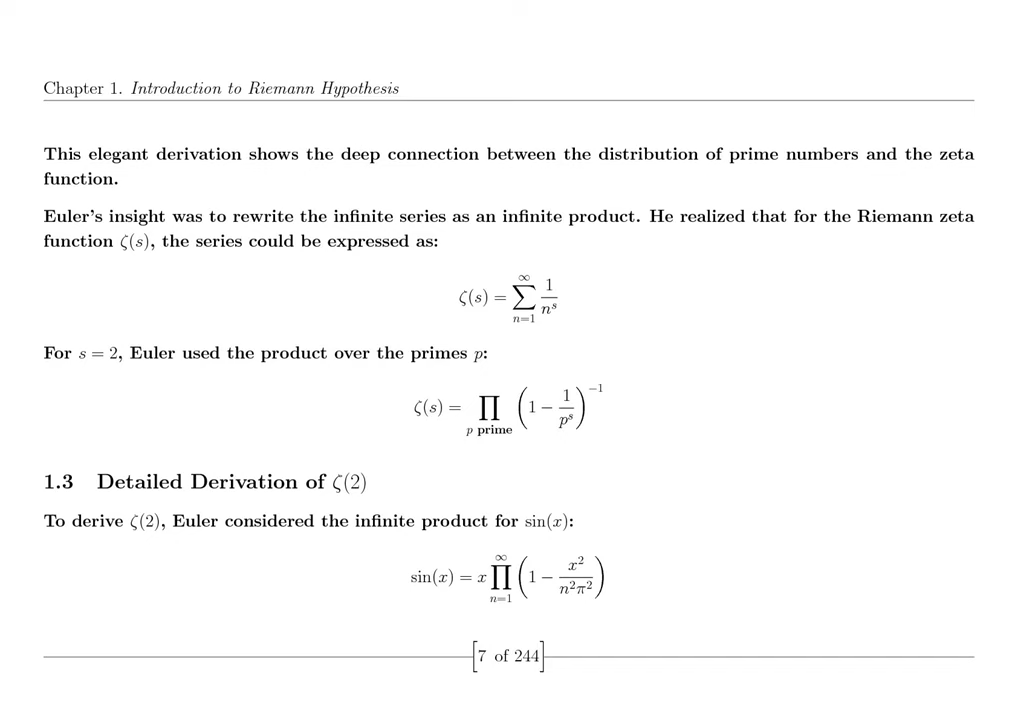 Chapter 1. Introduction to Riemann Hypothesis
This elegant derivation shows the deep connection between the distribution of prime numbers and the zeta
function.
Euler's insight was to rewrite the infinite series as an infinite product. He realized that for the Riemann zeta
function ζ(s), the series could be expressed as:
ζ(s) = ∑_{n=1}^{∞} 1/n^s
For s = 2, Euler used the product over the primes p:
ζ(s) = ∏_{p prime} (1 − 1/p^s)^{−1}
1.3 Detailed Derivation of ζ(2)
To derive ζ(2), Euler considered the infinite product for sin(x):
sin(x) = x ∏_{n=1}^{∞} (1 − x²/n²π²)
[7 of 244]